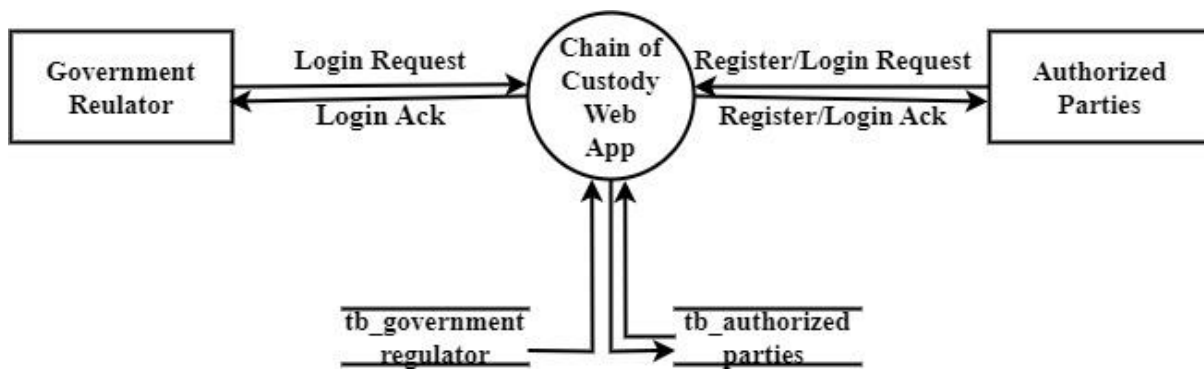 Government
Reulator
Login Request
Login Ack
Chain of
Custody
Web
App
Register/Login Request
Register/Login Ack
Authorized
Parties
tb_government
regulator
tb_authorized
parties